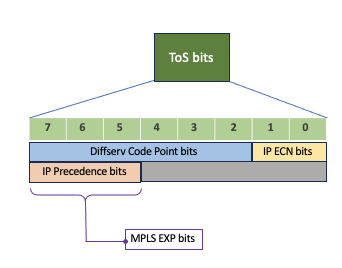 ToS bits
7 6 5 4 3 2 1 0
Diffserv Code Point bits IP ECN bits
IP Precedence bits
MPLS EXP bits